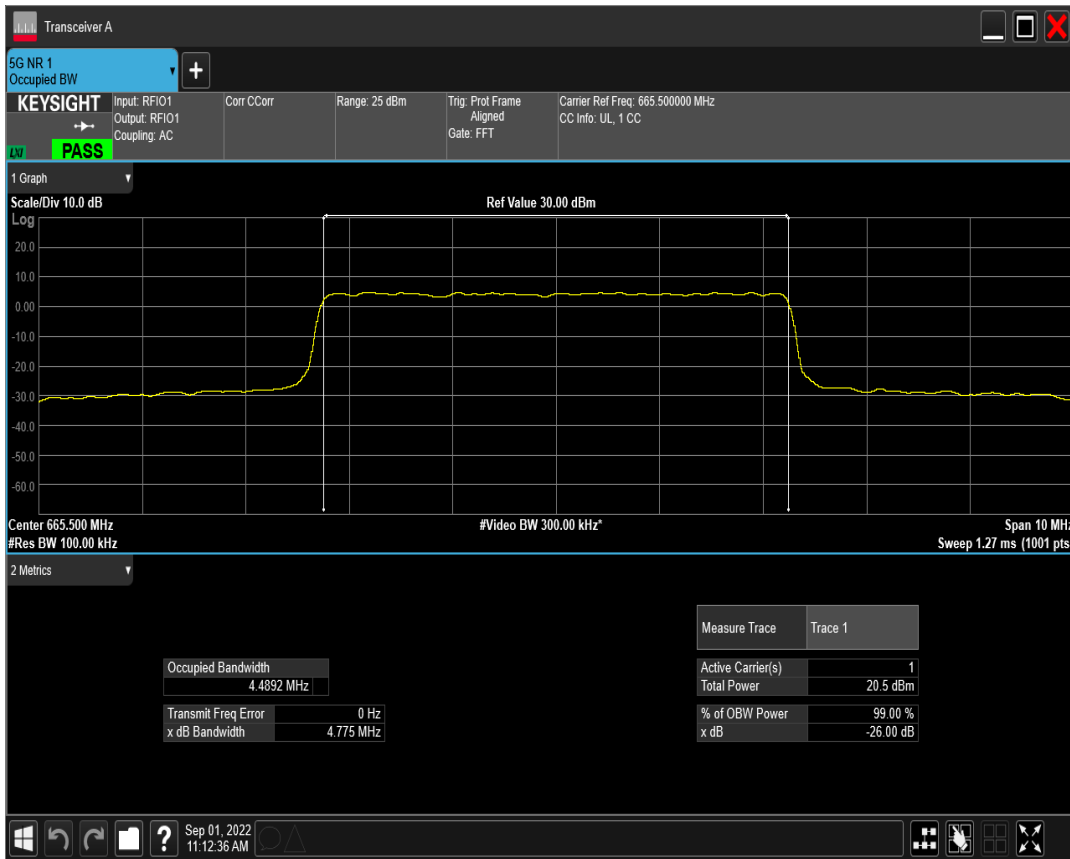 Transceiver A
5G NR 1
Occupied BW
KEYSIGHT
LXI
PASS
Input: RFIO1
Output: RFIO1
Coupling: AC
Corr CCorr
Range: 25 dBm
Trig: Prot Frame
Aligned
Gate: FFT
Carrier Ref Freq: 665.500000 MHz
CC Info: UL, 1 CC
1 Graph
Scale/Div 10.0 dB
Ref Value 30.00 dBm
Log
20.0
10.0
0.00
-10.0
-20.0
-30.0
-40.0
-50.0
-60.0
Center 665.500 MHz
#Video BW 300.00 kHz*
Span 10 MHz
#Res BW 100.00 kHz
Sweep 1.27 ms (1001 pts
2 Metrics
Measure Trace Trace 1
Occupied Bandwidth
4.4892 MHz
Active Carrier(s) 1
Total Power 20.5 dBm
Transmit Freq Error 0 Hz
x dB Bandwidth 4.775 MHz
% of OBW Power 99.00 %
x dB -26.00 dB
?
Sep 01, 2022
11:12:36 AM